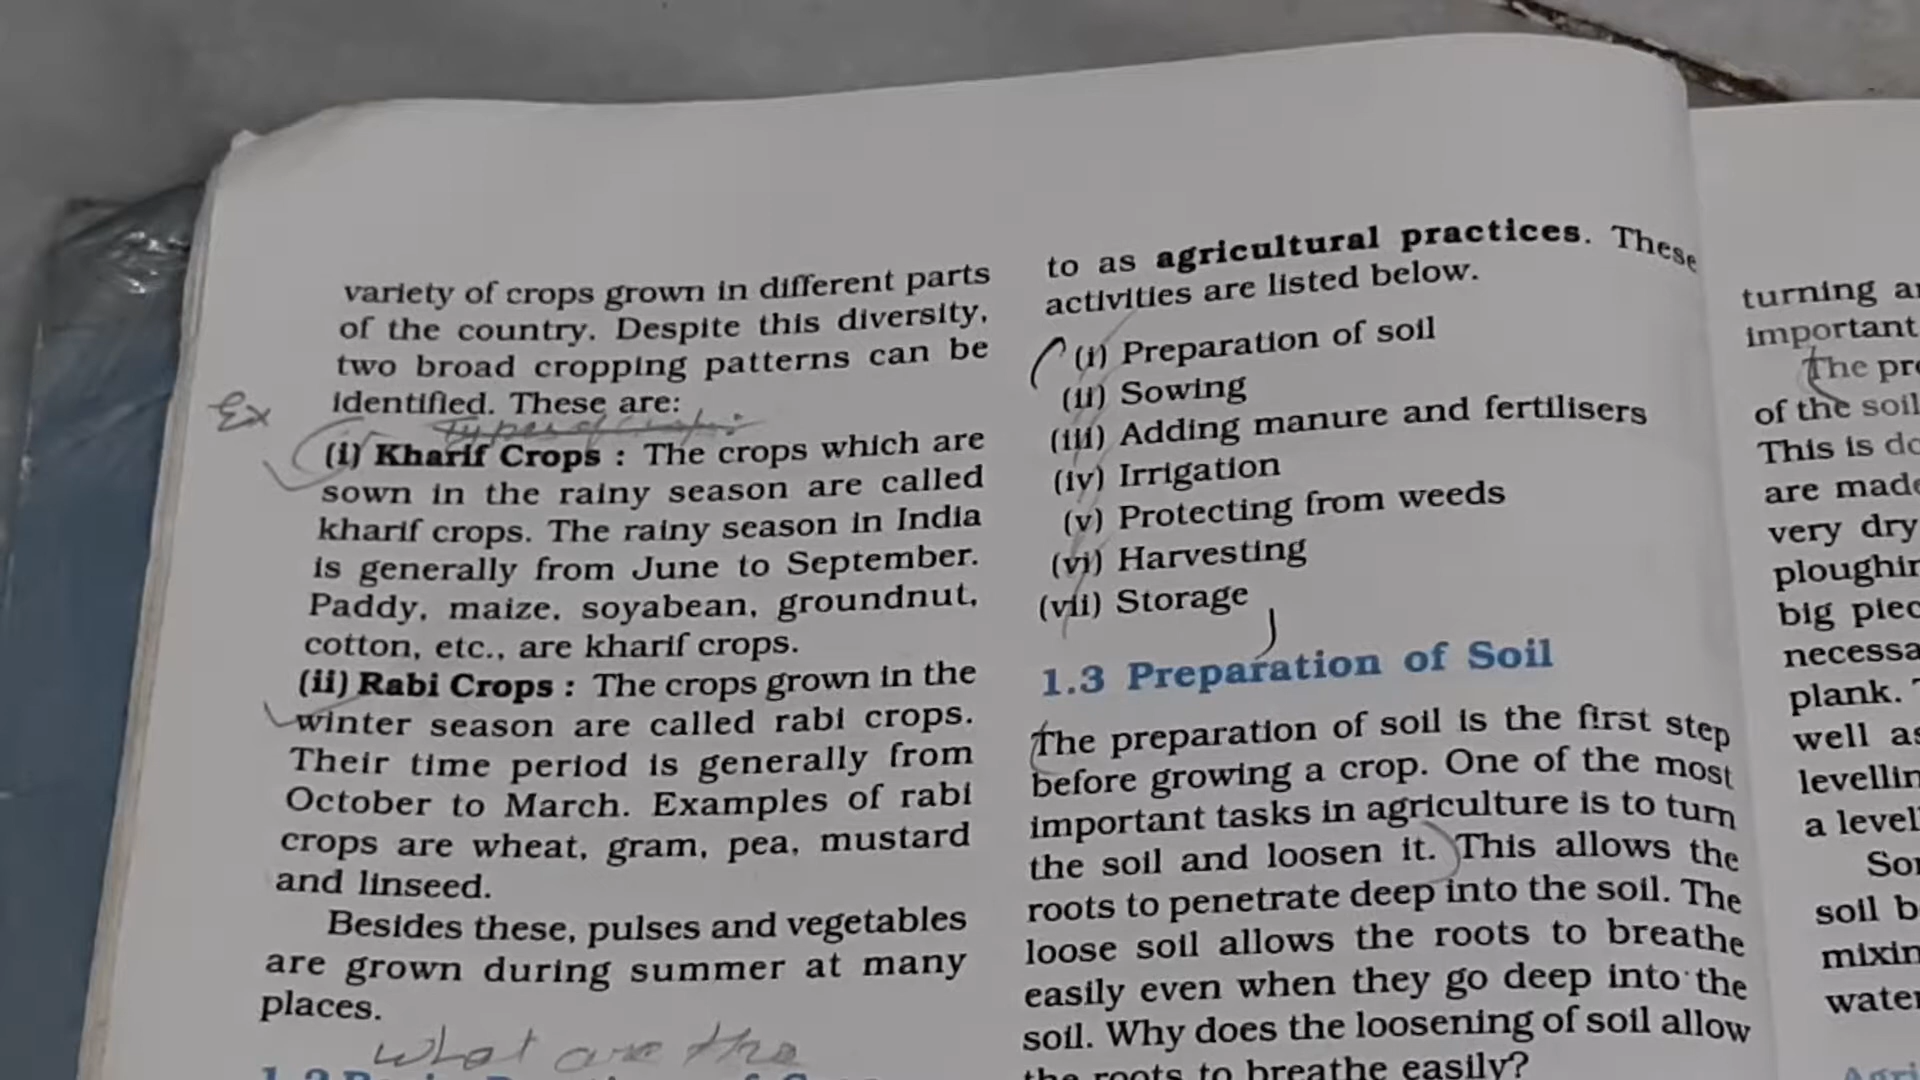 variety of crops grown in different parts
of the country. Despite this diversity,
two broad cropping patterns can be
identified. These are:
Ex
Types of
(i) Kharif Crops : The crops which are
sown in the rainy season are called
kharif crops. The rainy season in India
is generally from June to September.
Paddy, maize, soyabean, groundnut,
cotton, etc., are kharif crops.
(ii) Rabi Crops : The crops grown in the
winter season are called rabi crops.
Their time period is generally from
October to March. Examples of rabi
crops are wheat, gram, pea, mustard
and linseed.
Besides these, pulses and vegetables
are grown during summer at many
places.
what are the
to as agricultural practices. These
activities are listed below.
(i) Preparation of soil
(ii) Sowing
(iii) Adding manure and fertilisers
(iv) Irrigation
(v) Protecting from weeds
(vi) Harvesting
(vii) Storage
1.3 Preparation of Soil
The preparation of soil is the first step
before growing a crop. One of the most
important tasks in agriculture is to turn
the soil and loosen it. This allows the
roots to penetrate deep into the soil. The
loose soil allows the roots to breathe
easily even when they go deep into the
soil. Why does the loosening of soil allow
the roots to breathe easily?
turning
important
The
of the soil
This is
are made
very dry
big
plank.
well as
a
soil